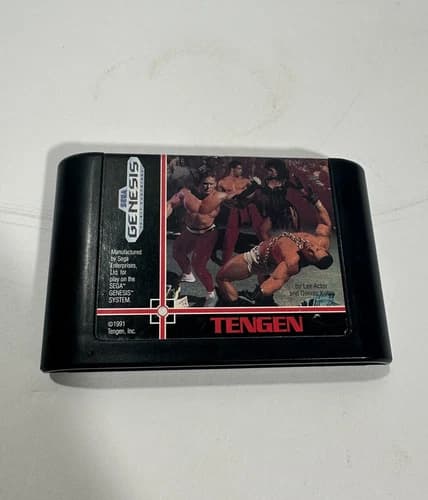 SEGA
GENESIS
Manufactured
by Sega
Enterprises,
Ltd. for
play on the
SEGA™
GENESIS™
SYSTEM.
©1991
Tengen, Inc.
by Lee Actor
and Dennis
TENGEN